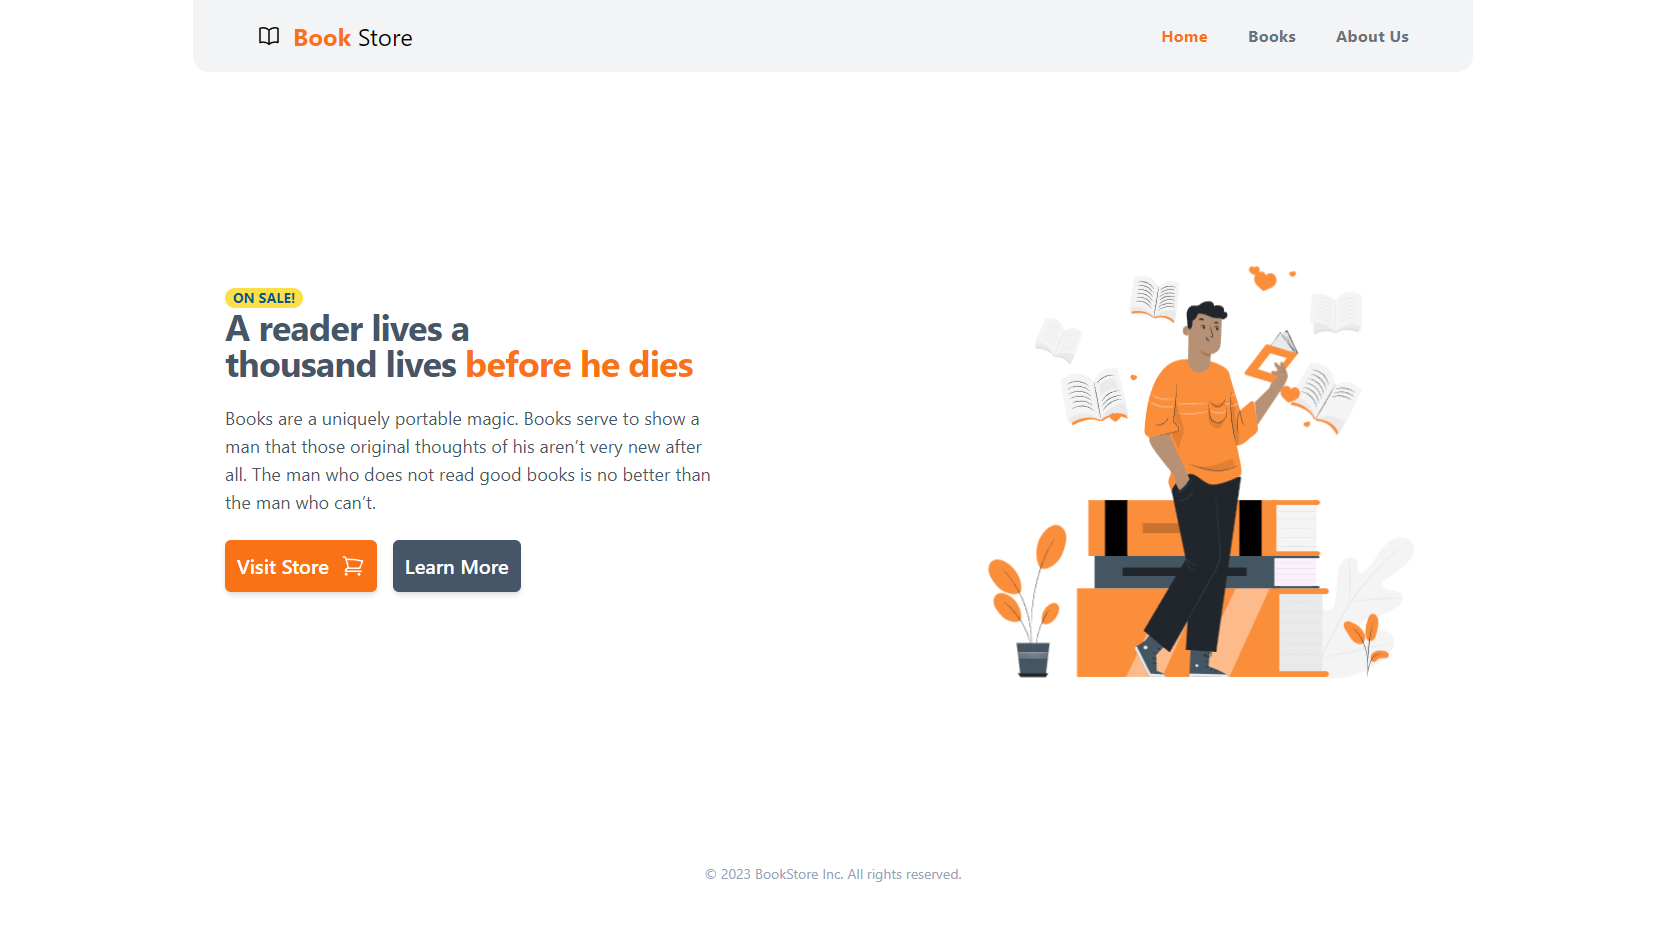 Book Store
Home
Books
About Us
ON SALE!
A reader lives a
thousand lives before he dies
Books are a uniquely portable magic. Books serve to show a
man that those original thoughts of his aren’t very new after
all. The man who does not read good books is no better than
the man who can’t.
Visit Store
Learn More
© 2023 BookStore Inc. All rights reserved.